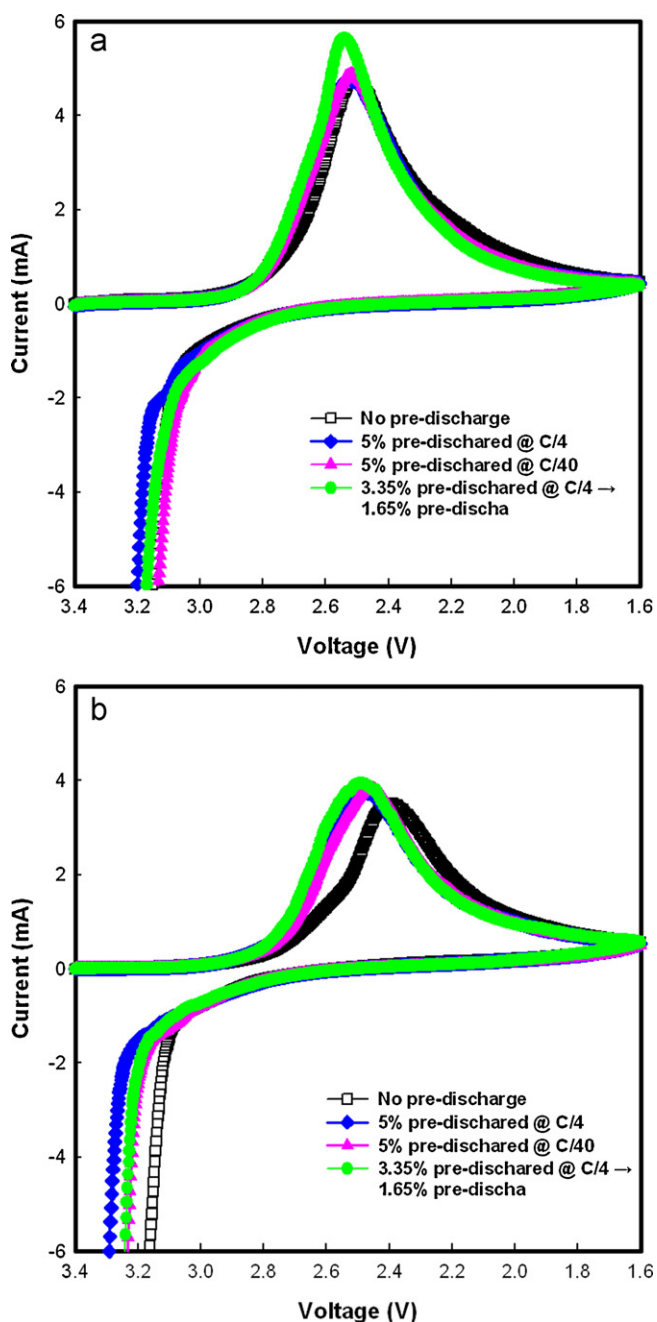 a
6
4
2
0
-2
-4
-6
Current (mA)
No pre-discharge
5% pre-dischared @ C/4
5% pre-dischared @ C/40
3.35% pre-dischared @ C/4 →
1.65% pre-discha
3.4 3.2 3.0 2.8 2.6 2.4 2.2 2.0 1.8 1.6
Voltage (V)
b
6
4
2
0
-2
-4
-6
Current (mA)
No pre-discharge
5% pre-dischared @ C/4
5% pre-dischared @ C/40
3.35% pre-dischared @ C/4 →
1.65% pre-discha
3.4 3.2 3.0 2.8 2.6 2.4 2.2 2.0 1.8 1.6
Voltage (V)